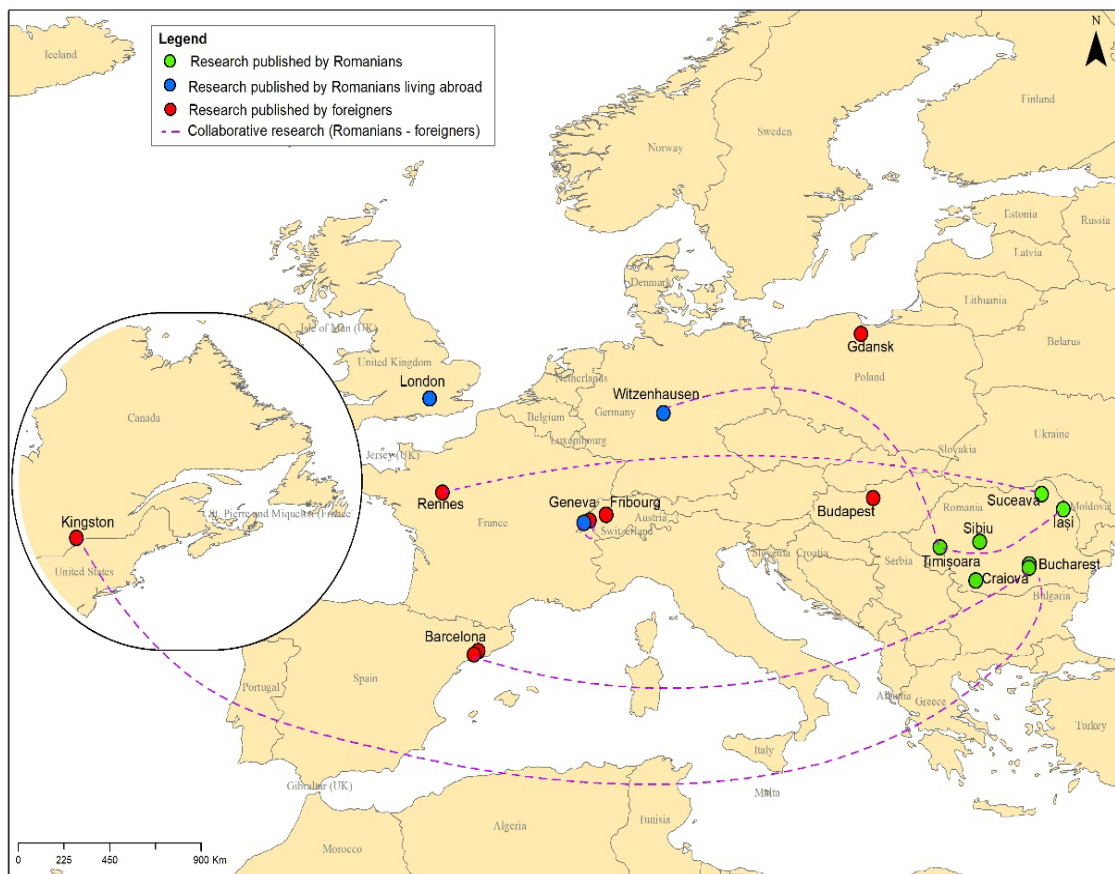 Legend
Research published by Romanians
Research published by Romanians living abroad
Research published by foreigners
Collaborative research (Romanians - foreigners)
N
Iceland
Finland
Sweden
Norway
Estonia
Russia
Latvia
Denmark
Lithuania
Isle of Man (UK)
Gdansk
Belarus
United Kingdom
London
Netherlands
Witzenhausen
Poland
Canada
Belgium
Germany
Luxembourg
Ukraine
Jersey (UK)
Slovakia
Rennes
Geneva
Fribourg
Budapest
Suceava
Moldova
Romania
Iași
St. Pierre and Miquelon (France)
France
Austria
Switzerland
Kingston
Sibiu
Slovenia
Croatia
Serbia
Timisoara
Bucharest
United States
Craiova
Bulgaria
Barcelona
Portugal
Spain
Albania
Greece
Turkey
Italy
Gibraltar (UK)
Malta
Algeria
Tunisia
Morocco
0 225 450 900 Km